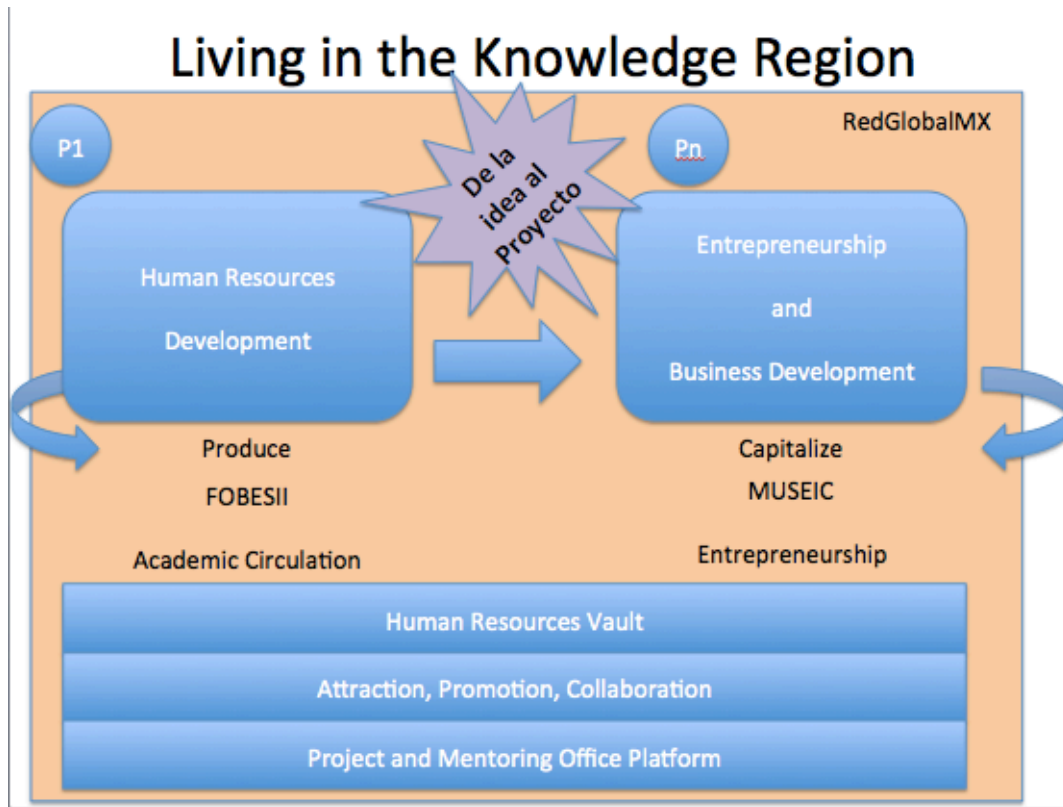 Living in the Knowledge Region
RedGlobalMX
P1
De la
idea al
Proyecto
Pn
Human Resources
Development
Entrepreneurship
and
Business Development
Produce
FOBESII
Academic Circulation
Capitalize
MUSEIC
Entrepreneurship
Human Resources Vault
Attraction, Promotion, Collaboration
Project and Mentoring Office Platform